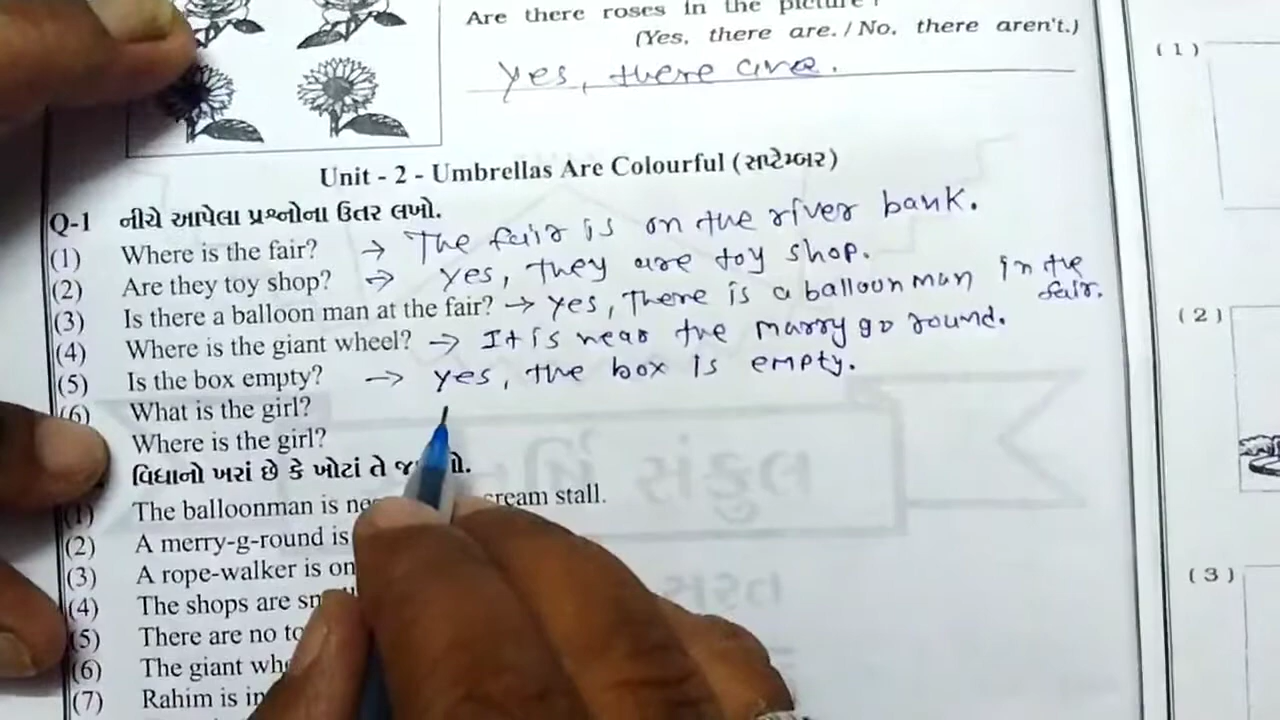 Are there roses in the picture?
(Yes, there are. / No, there aren't.)
Yes, there are.
Unit - 2 - Umbrellas Are Colourful (સપ્ટેમ્બર)
Q-1 નીચે આપેલા પ્રશ્નોના ઉતર લખો.
(1) Where is the fair? → The fair is on the river bank.
(2) Are they toy shop? → Yes, they are toy shop.
(3) Is there a balloon man at the fair? → Yes, There is a balloon man in the fair.
(4) Where is the giant wheel? → It is near the marry go round.
(5) Is the box empty? → Yes, the box is empty.
(6) What is the girl?
Where is the girl?
વિધાનો ખરાં છે કે ખોટાં તે
(1) The balloonman is cream stall.
(2) A merry-g-round is
(3) A rope-walker is on
(4) The shops are
(5) There are no
(6) The giant
(7) Rahim is in
(1)
(2)
(3)